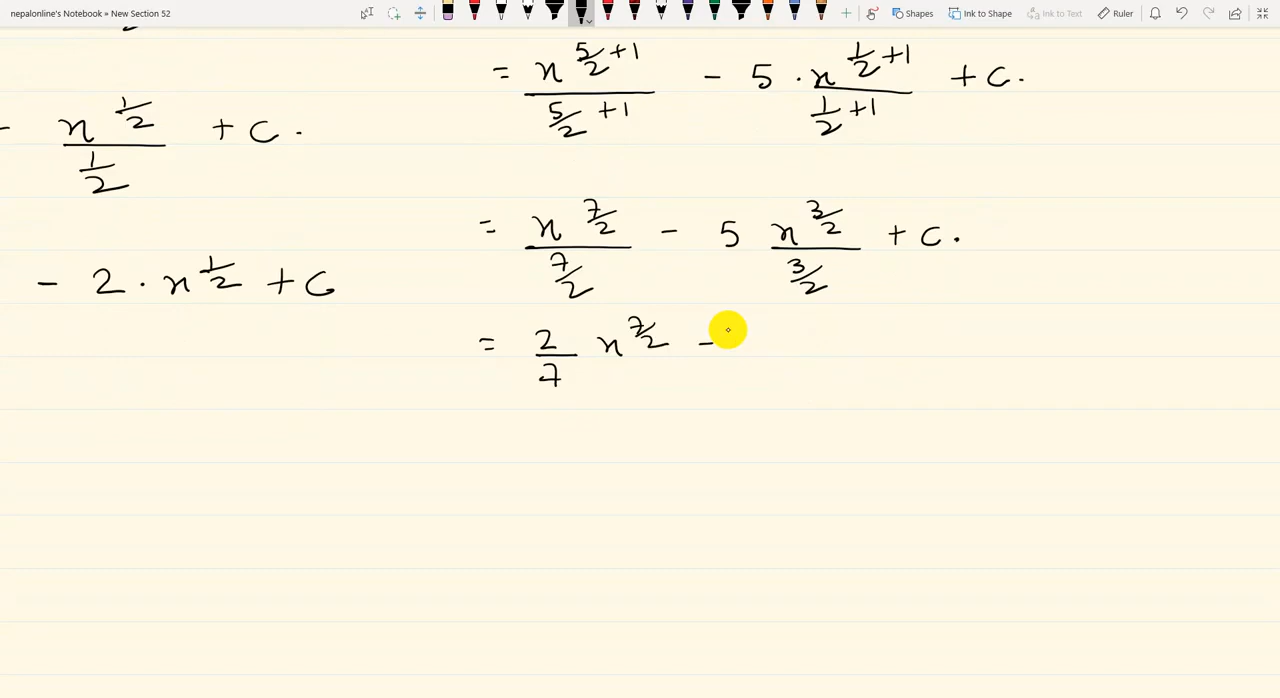 nepalonline's Notebook » New Section 52
Shapes Ink to Shape Ink to Text Ruler
- x^(1/2) / (1/2) + c.
- 2 · x^(1/2) + c
= x^(5/2 + 1) / (5/2 + 1) - 5 · x^(1/2 + 1) / (1/2 + 1) + c.
= x^(7/2) / (7/2) - 5 x^(3/2) / (3/2) + c.
= 2/7 x^(7/2) -